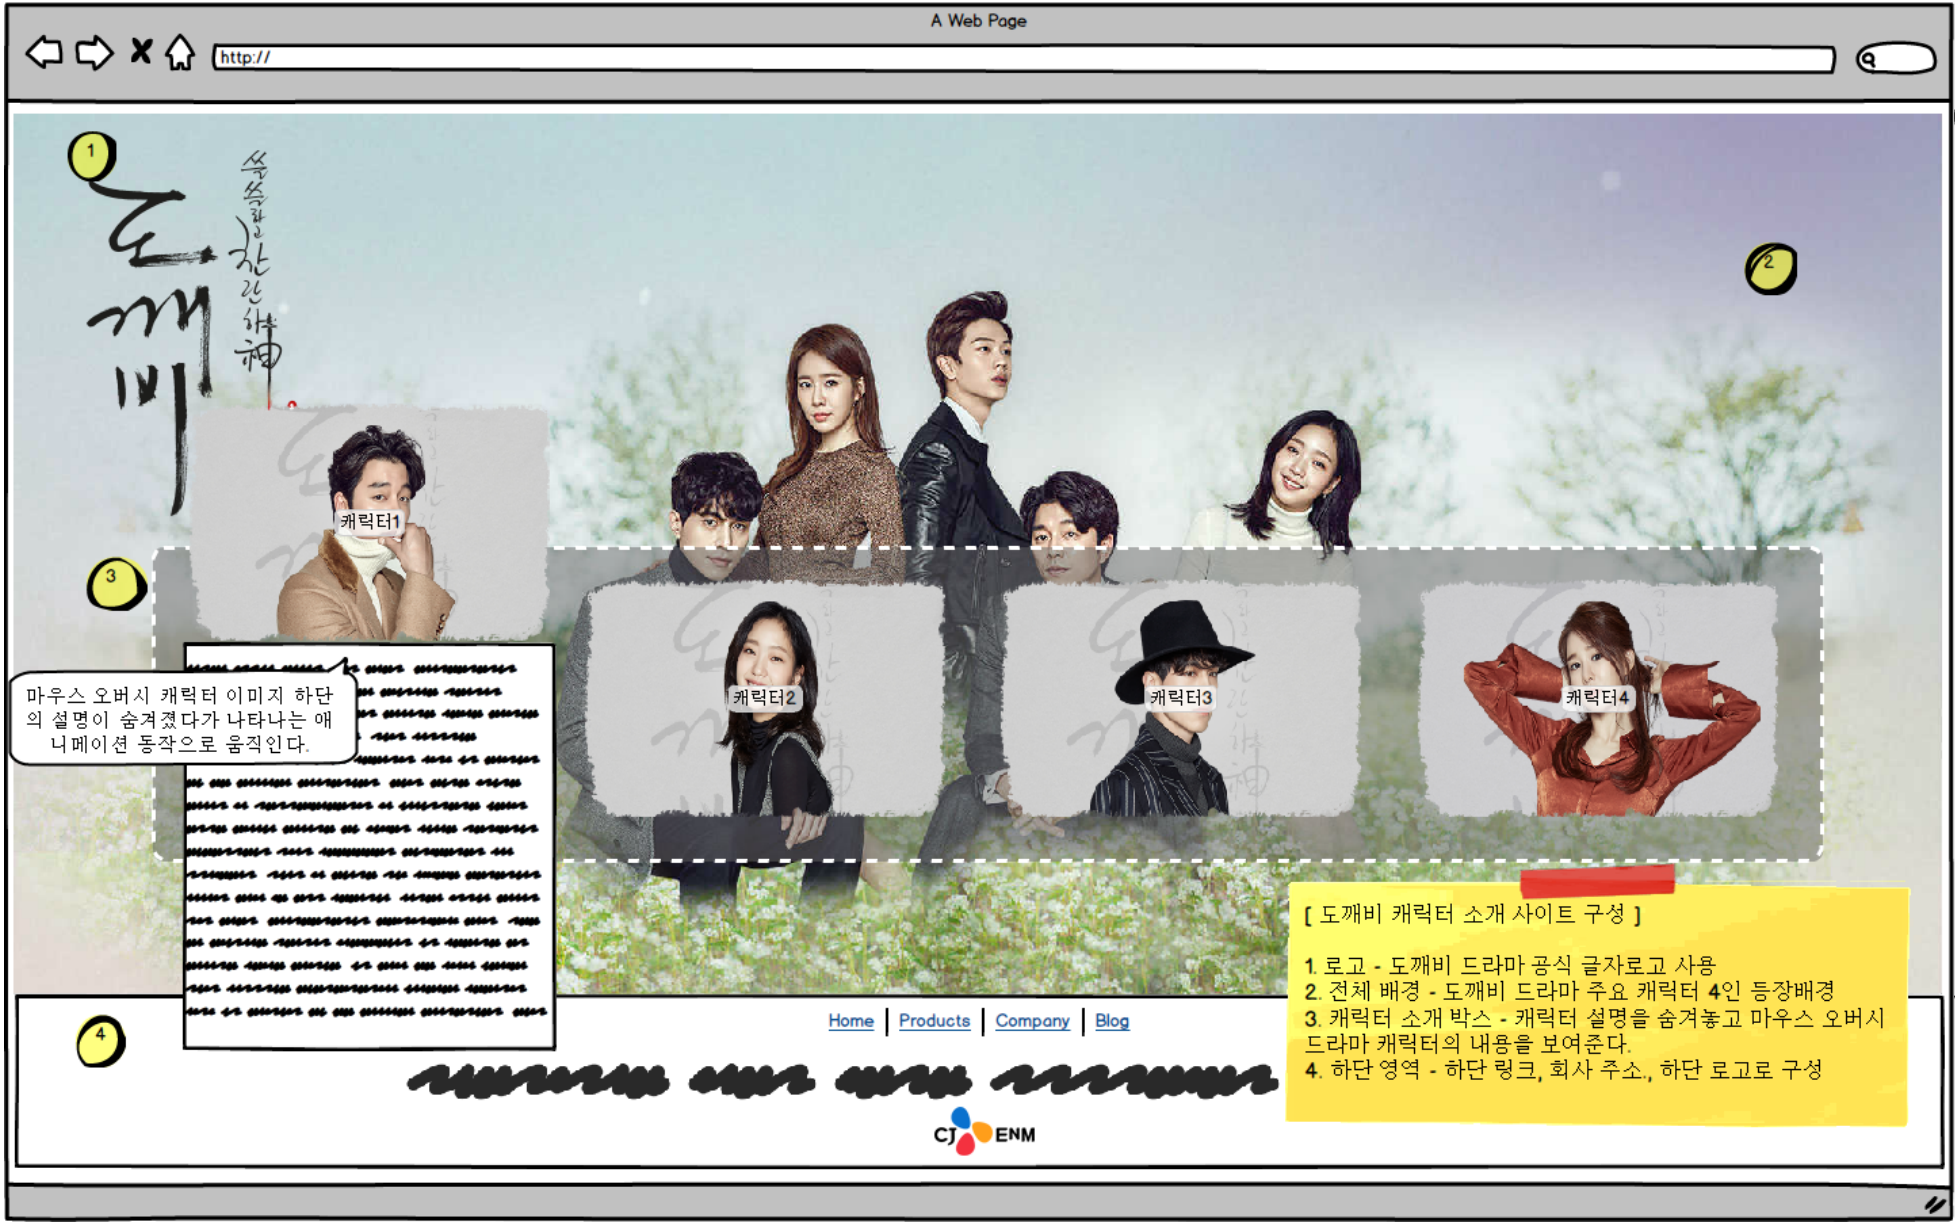 A Web Page
http://
1
도깨비
쓸쓸하고 찬란하神
2
캐릭터1
3
마우스 오버시 캐릭터 이미지 하단
의 설명이 숨겨졌다가 나타나는 애
니메이션 동작으로 움직인다.
캐릭터2
캐릭터3
캐릭터4
[ 도깨비 캐릭터 소개 사이트 구성 ]
1. 로고 - 도깨비 드라마 공식 글자로고 사용
2. 전체 배경 - 도깨비 드라마 주요 캐릭터 4인 등장배경
3. 캐릭터 소개 박스 - 캐릭터 설명을 숨겨놓고 마우스 오버시
드라마 캐릭터의 내용을 보여준다.
4. 하단 영역 - 하단 링크, 회사 주소., 하단 로고로 구성
4
Home Products Company Blog
CJ ENM